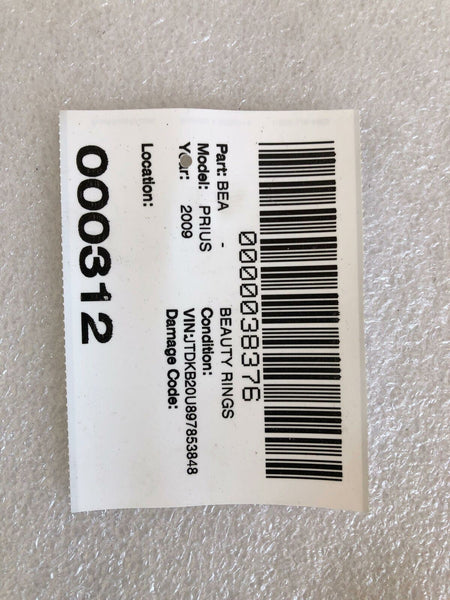 0000038376
Part: BEA - BEAUTY RINGS
Model: PRIUS Condition:
Year: 2009 VIN:JTDKB20U897853848
Damage Code:
Location:
000312